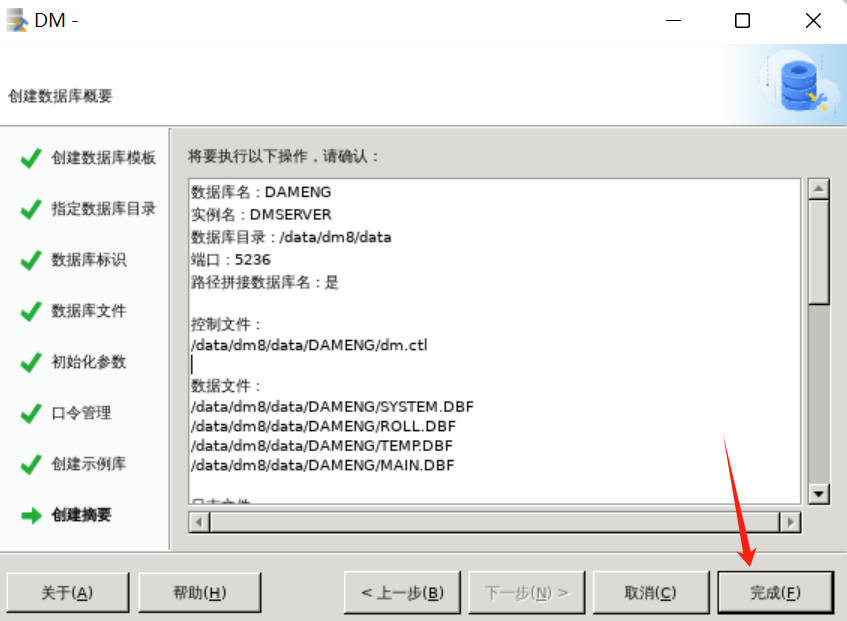 DM -
创建数据库概要
创建数据库模板
指定数据库目录
数据库标识
数据库文件
初始化参数
口令管理
创建示例库
创建摘要
将要执行以下操作，请确认：
数据库名：DAMENG
实例名：DMSERVER
数据库目录：/data/dm8/data
端口：5236
路径拼接数据库名：是
控制文件：
/data/dm8/data/DAMENG/dm.ctl
数据文件：
/data/dm8/data/DAMENG/SYSTEM.DBF
/data/dm8/data/DAMENG/ROLL.DBF
/data/dm8/data/DAMENG/TEMP.DBF
/data/dm8/data/DAMENG/MAIN.DBF
关于(A)
帮助(H)
< 上一步(B)
下一步(N) >
取消(C)
完成(F)